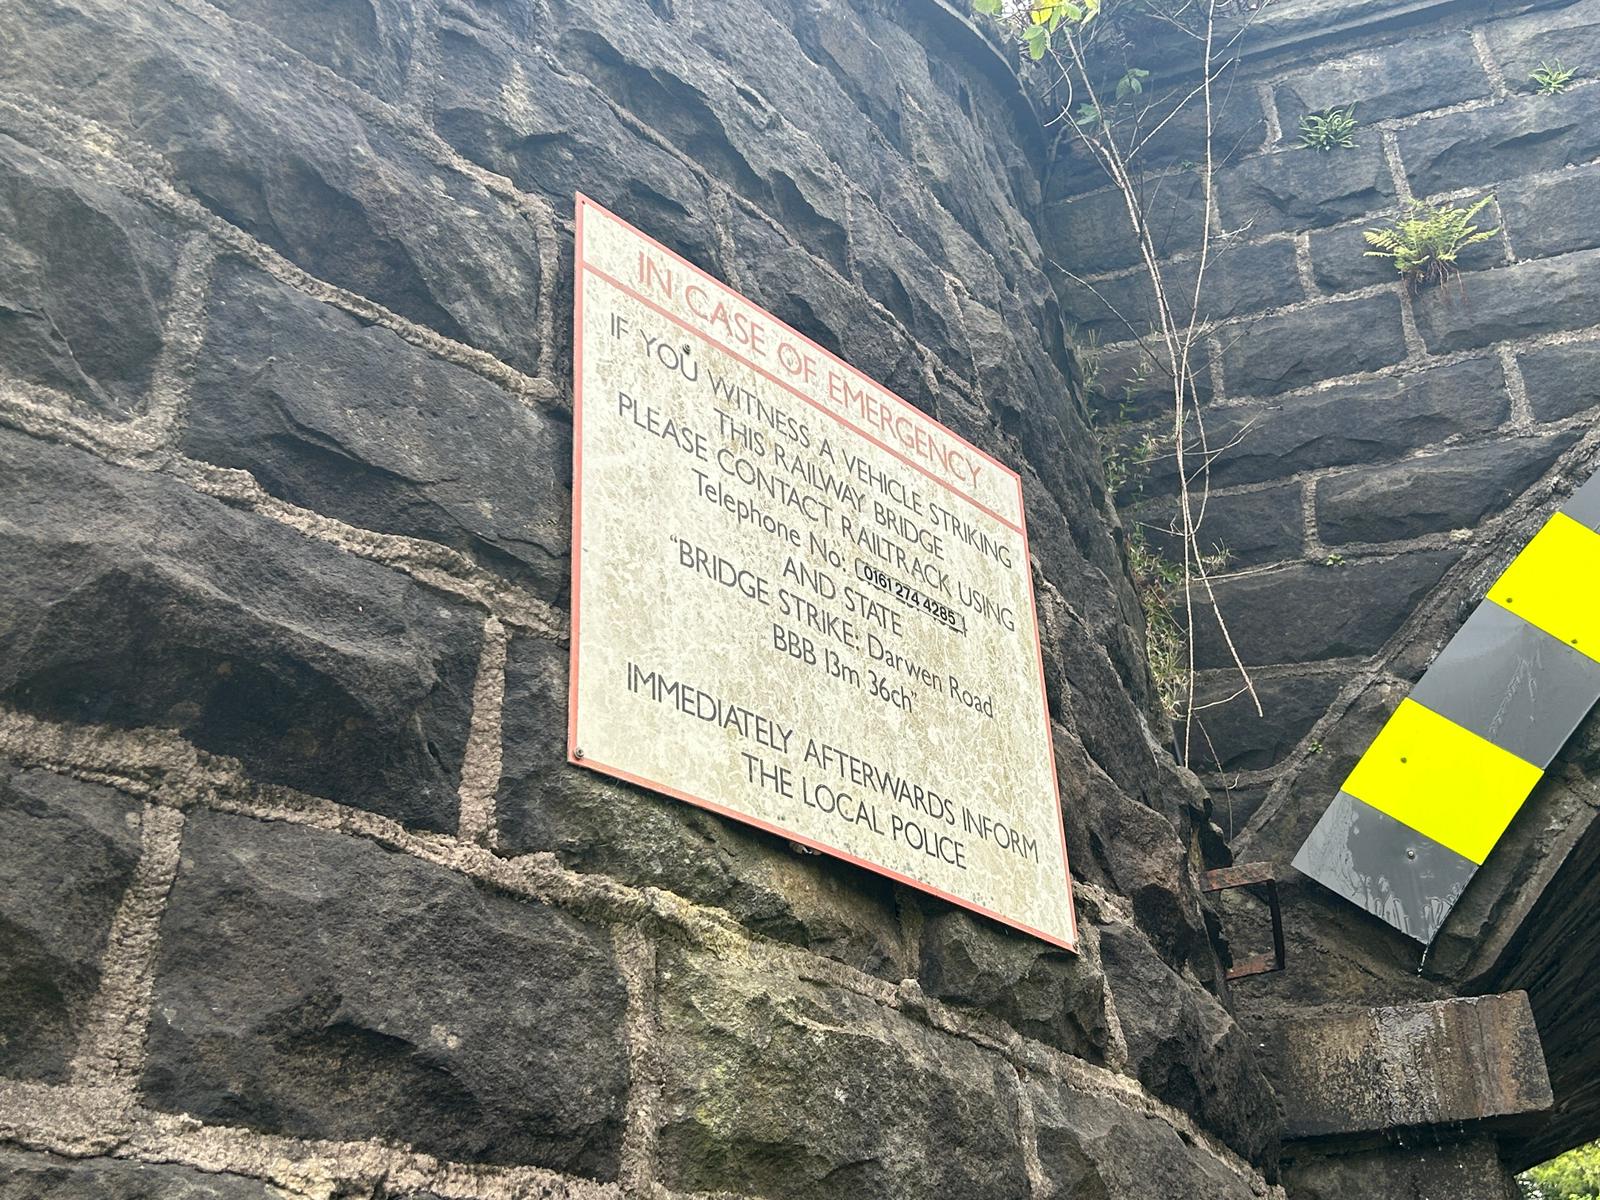 IN CASE OF EMERGENCY
IF YOU WITNESS A VEHICLE STRIKING
THIS RAILWAY BRIDGE
PLEASE CONTACT RAILTRACK USING
Telephone No: 0161 274 4285
AND STATE
“BRIDGE STRIKE: Darwen Road
BBB 13m 36ch”
IMMEDIATELY AFTERWARDS INFORM
THE LOCAL POLICE